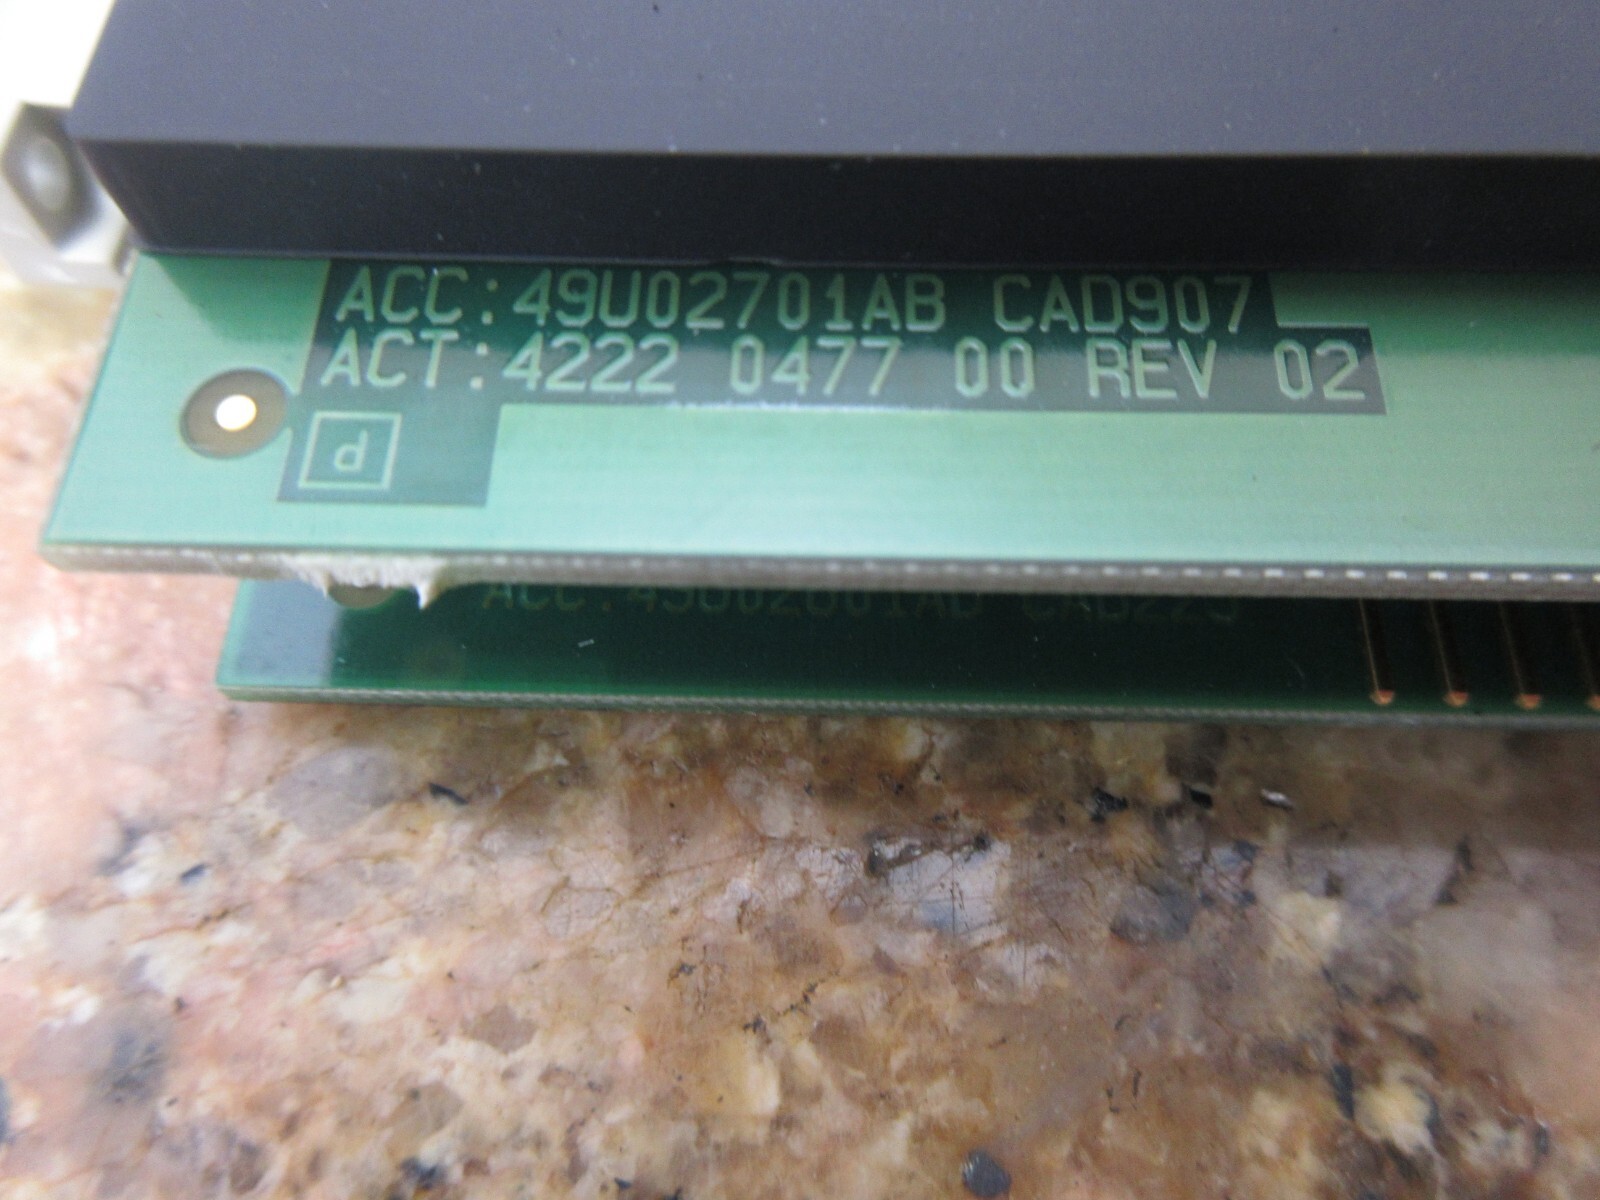 ACC:49U02701AB CAD907
ACT:4222 0477 00 REV 02
d